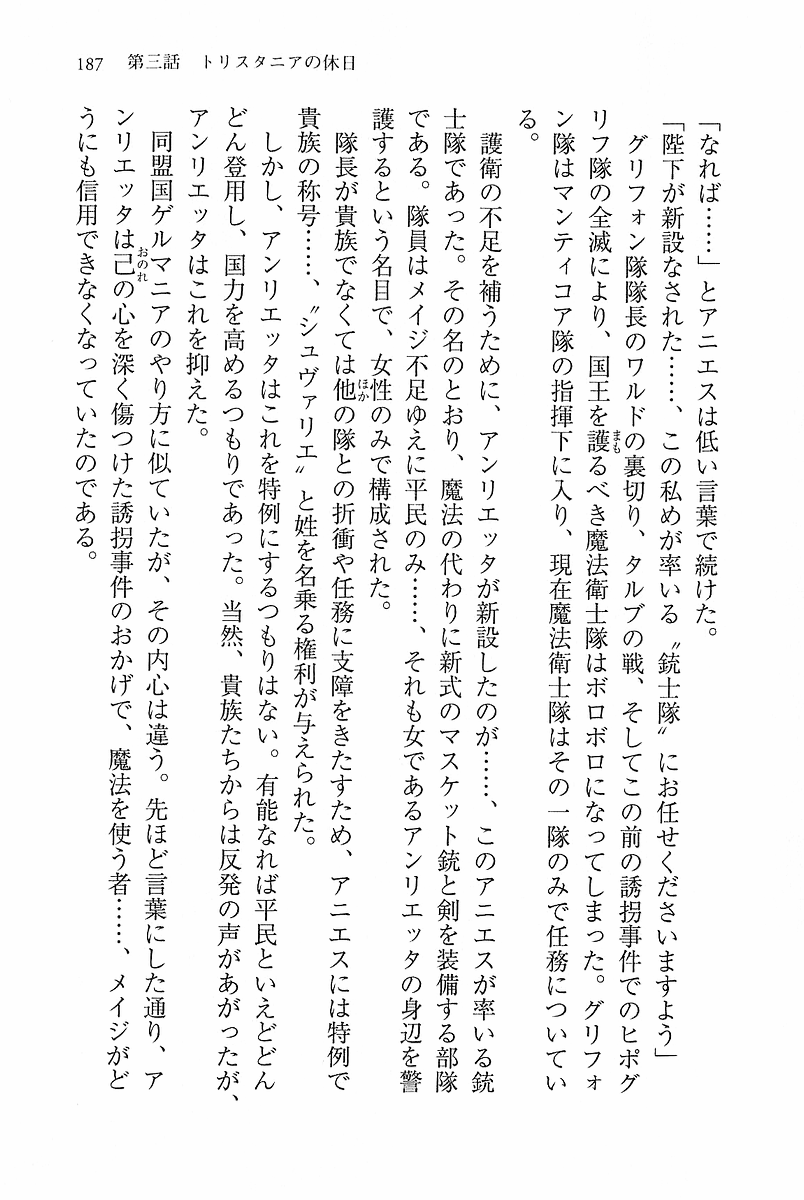 187　第三話　トリスタニアの休日
「なれば……」とアニエスは低い言葉で続けた。
「陛下が新設なされた……、この私めが率いる〝銃士隊〟にお任せくださいますよう」
　グリフォン隊隊長のワルドの裏切り、タルブの戦、そしてこの前の誘拐事件でのヒポグ
リフ隊の全滅により、国王を護るべき魔法衛士隊はボロボロになってしまった。グリフォ
ン隊はマンティコア隊の指揮下に入り、現在魔法衛士隊はその一隊のみで任務についてい
る。
　護衛の不足を補うために、アンリエッタが新設したのが……、このアニエスが率いる銃
士隊であった。その名のとおり、魔法の代わりに新式のマスケット銃と剣を装備する部隊
である。隊員はメイジ不足ゆえに平民のみ……、それも女であるアンリエッタの身辺を警
護するという名目で、女性のみで構成された。
　隊長が貴族でなくては他の隊との折衝や任務に支障をきたすため、アニエスには特例で
貴族の称号……、〝シュヴァリエ〟と姓を名乗る権利が与えられた。
　しかし、アンリエッタはこれを特例にするつもりはない。有能なれば平民といえどどん
どん登用し、国力を高めるつもりであった。当然、貴族たちからは反発の声があがったが、
アンリエッタはこれを抑えた。
　同盟国ゲルマニアのやり方に似ていたが、その内心は違う。先ほど言葉にした通り、ア
ンリエッタは己の心を深く傷つけた誘拐事件のおかげで、魔法を使う者……、メイジがど
うにも信用できなくなっていたのである。
まも
ほか
おのれ